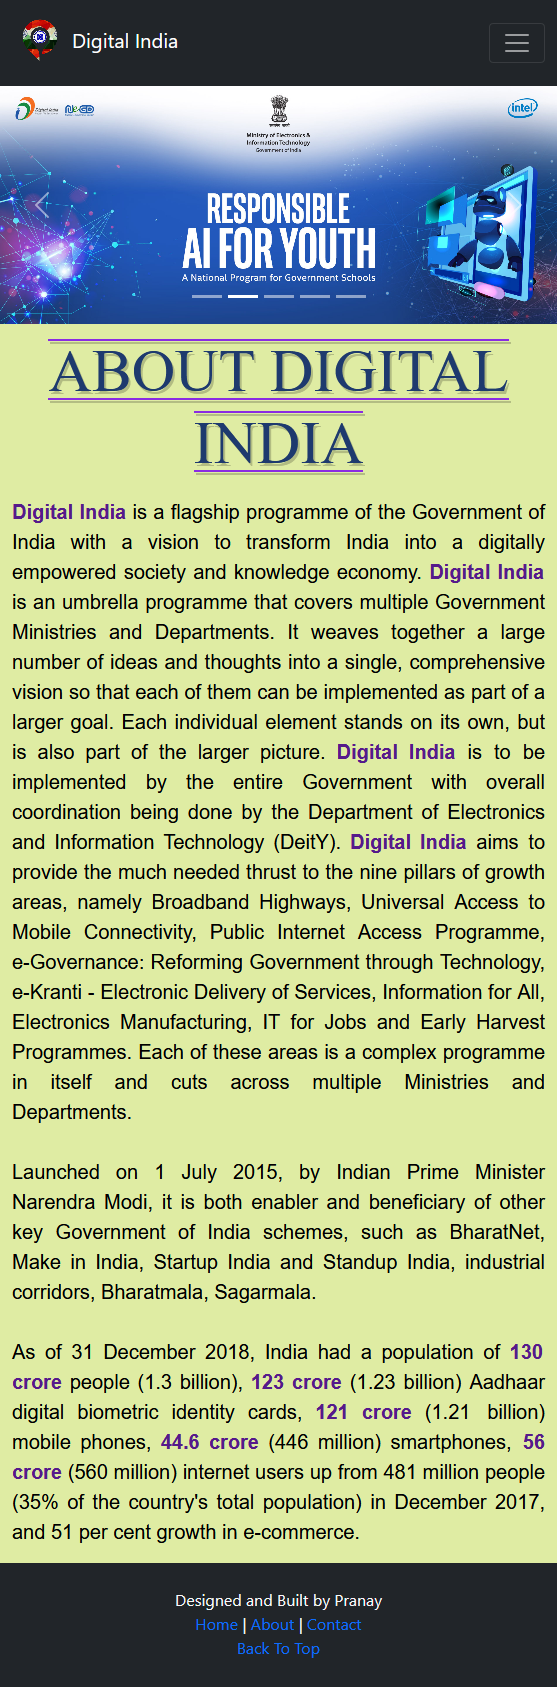 Digital India
Digital India
NeGD
Ministry of Electronics &
Information Technology
Government of India
intel
RESPONSIBLE
AI FOR YOUTH
A National Program for Government Schools
ABOUT DIGITAL
INDIA
Digital India is a flagship programme of the Government of
India with a vision to transform India into a digitally
empowered society and knowledge economy. Digital India
is an umbrella programme that covers multiple Government
Ministries and Departments. It weaves together a large
number of ideas and thoughts into a single, comprehensive
vision so that each of them can be implemented as part of a
larger goal. Each individual element stands on its own, but
is also part of the larger picture. Digital India is to be
implemented by the entire Government with overall
coordination being done by the Department of Electronics
and Information Technology (DeitY). Digital India aims to
provide the much needed thrust to the nine pillars of growth
areas, namely Broadband Highways, Universal Access to
Mobile Connectivity, Public Internet Access Programme,
e-Governance: Reforming Government through Technology,
e-Kranti - Electronic Delivery of Services, Information for All,
Electronics Manufacturing, IT for Jobs and Early Harvest
Programmes. Each of these areas is a complex programme
in itself and cuts across multiple Ministries and
Departments.
Launched on 1 July 2015, by Indian Prime Minister
Narendra Modi, it is both enabler and beneficiary of other
key Government of India schemes, such as BharatNet,
Make in India, Startup India and Standup India, industrial
corridors, Bharatmala, Sagarmala.
As of 31 December 2018, India had a population of 130
crore people (1.3 billion), 123 crore (1.23 billion) Aadhaar
digital biometric identity cards, 121 crore (1.21 billion)
mobile phones, 44.6 crore (446 million) smartphones, 56
crore (560 million) internet users up from 481 million people
(35% of the country's total population) in December 2017,
and 51 per cent growth in e-commerce.
Designed and Built by Pranay
Home | About | Contact
Back To Top